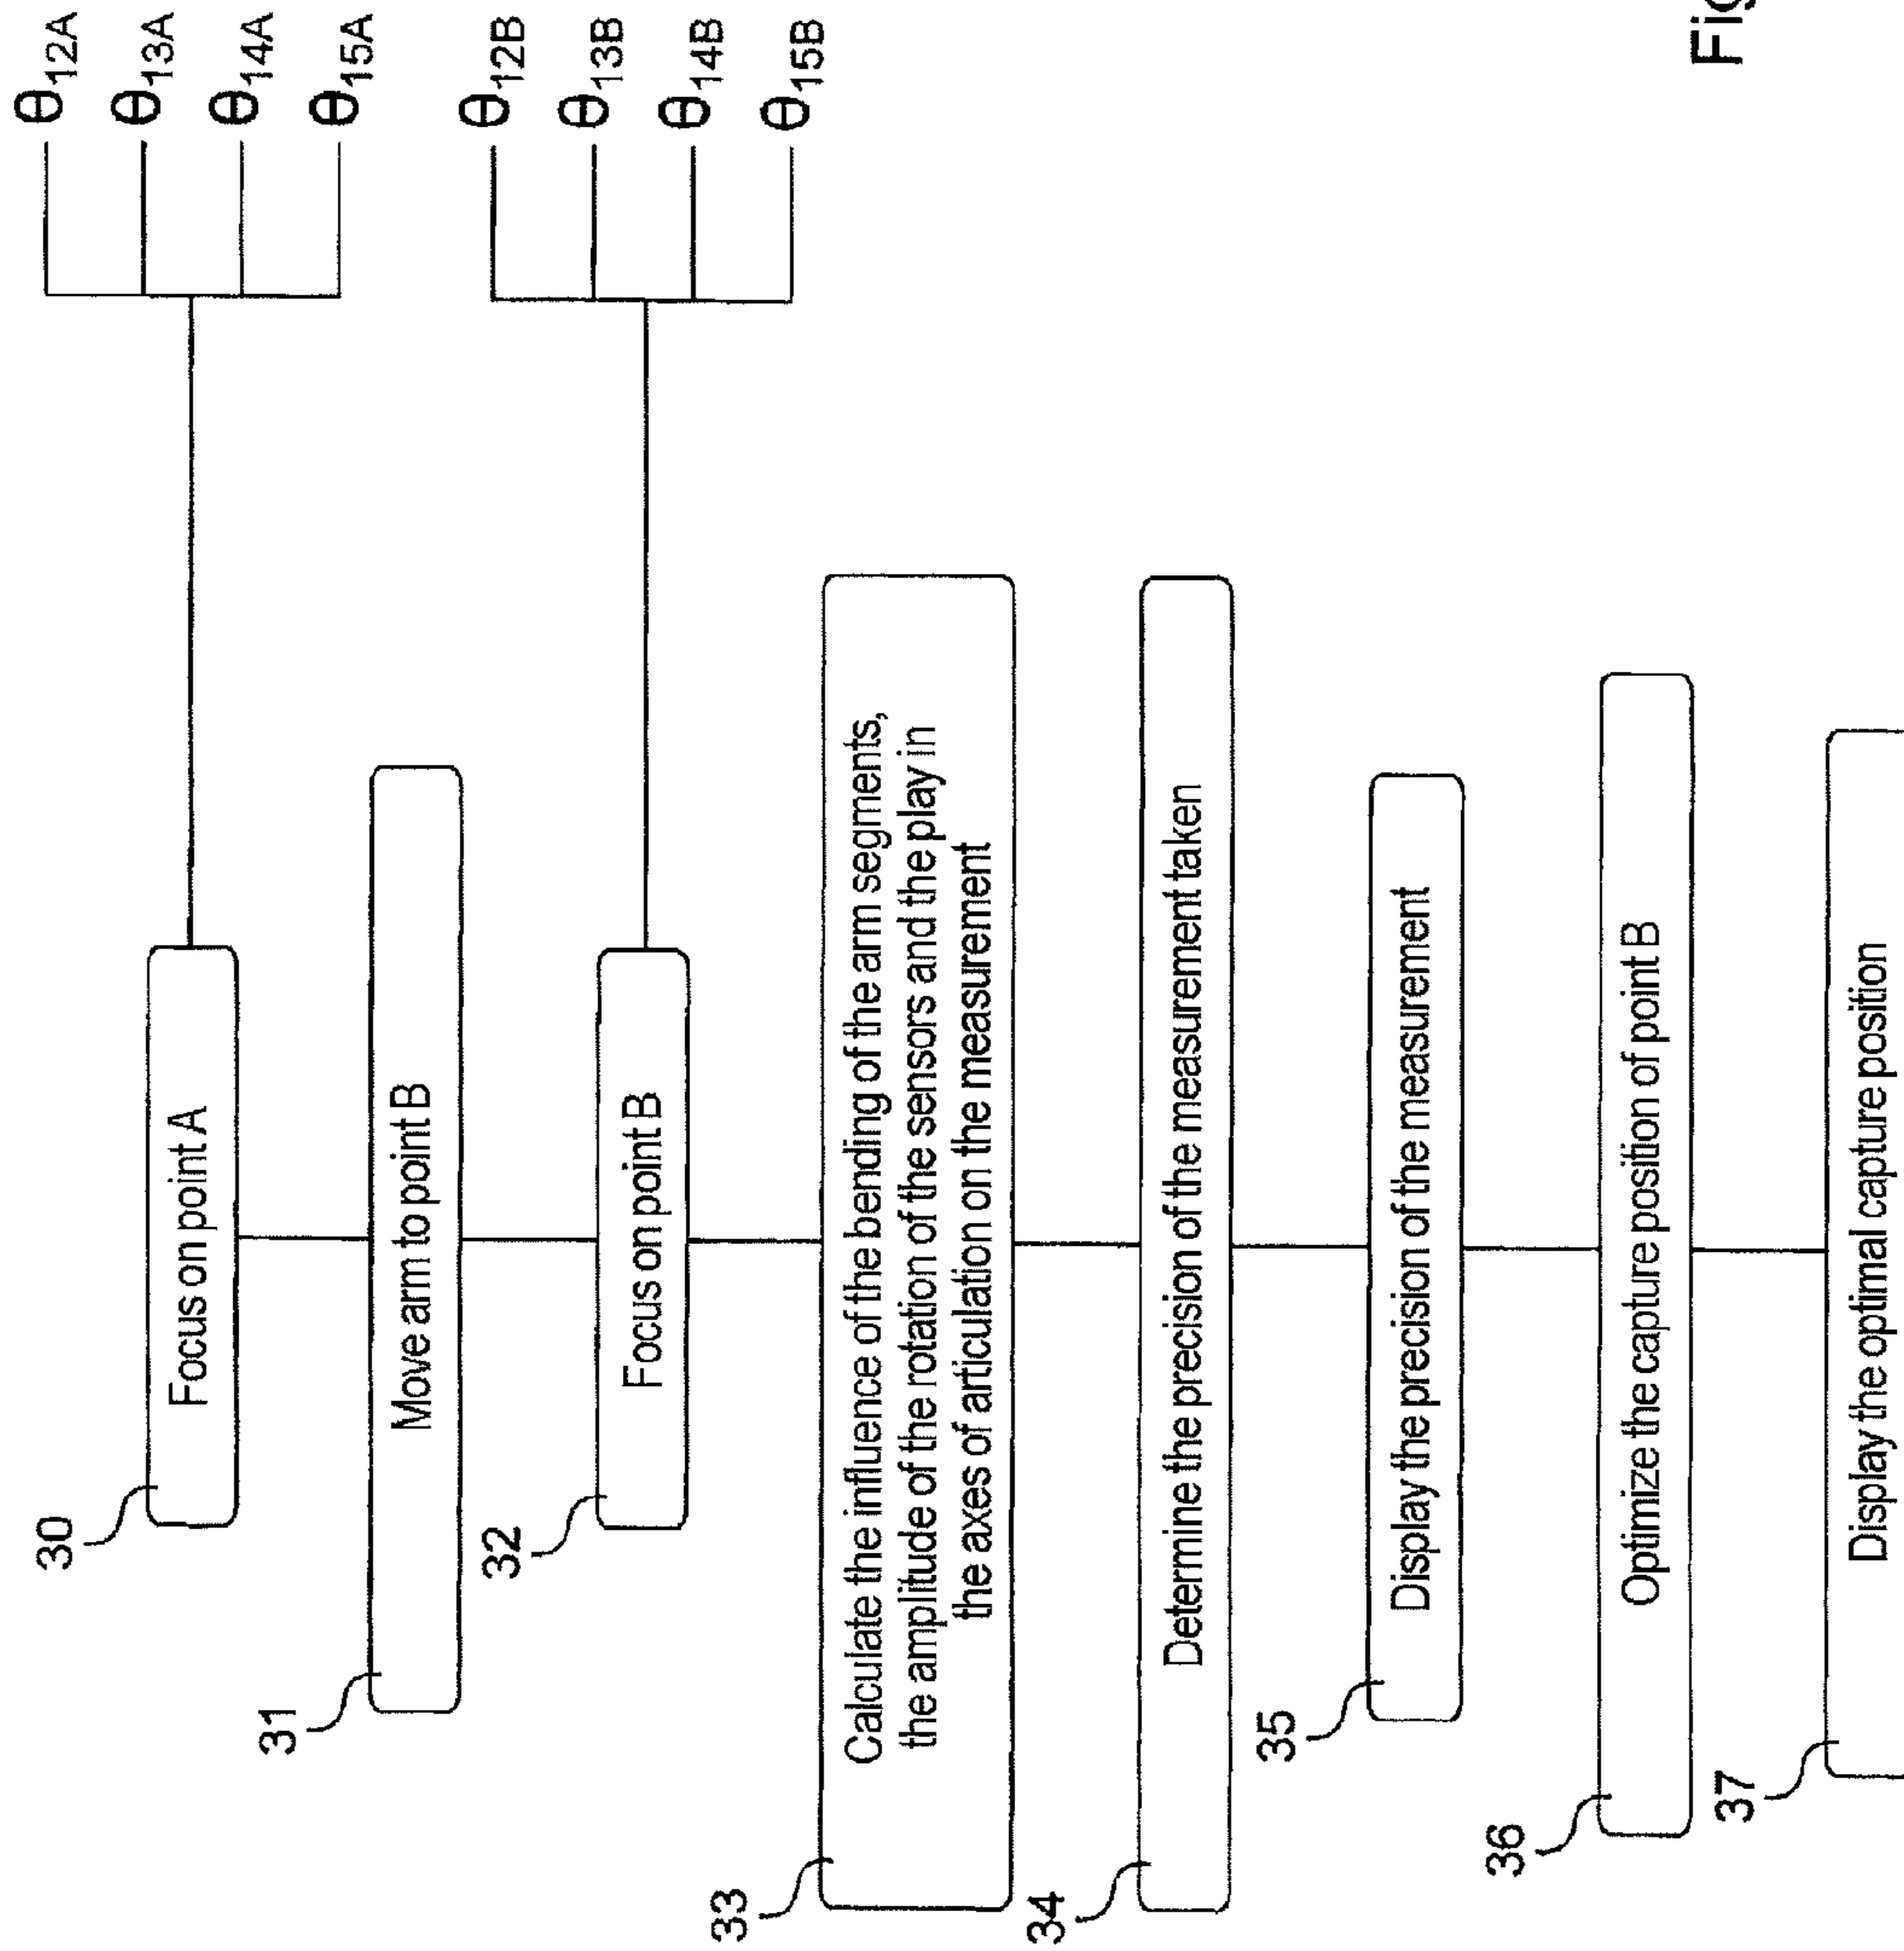 30
Focus on point A
θ12A
θ13A
θ14A
θ15A
31
Move arm to point B
32
Focus on point B
θ12B
θ13B
θ14B
θ15B
33
Calculate the influence of the bending of the arm segments,
the amplitude of the rotation of the sensors and the play in
the axes of articulation on the measurement
34
Determine the precision of the measurement taken
35
Display the precision of the measurement
36
Optimize the capture position of point B
37
Display the optimal capture position